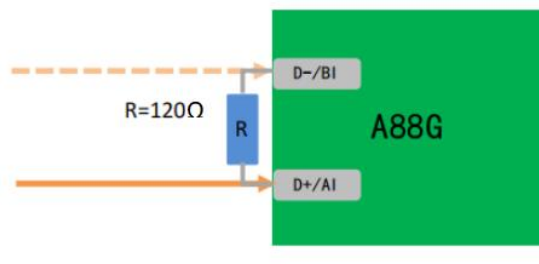 D-/BI
R=120Ω
R
A88G
D+/AI